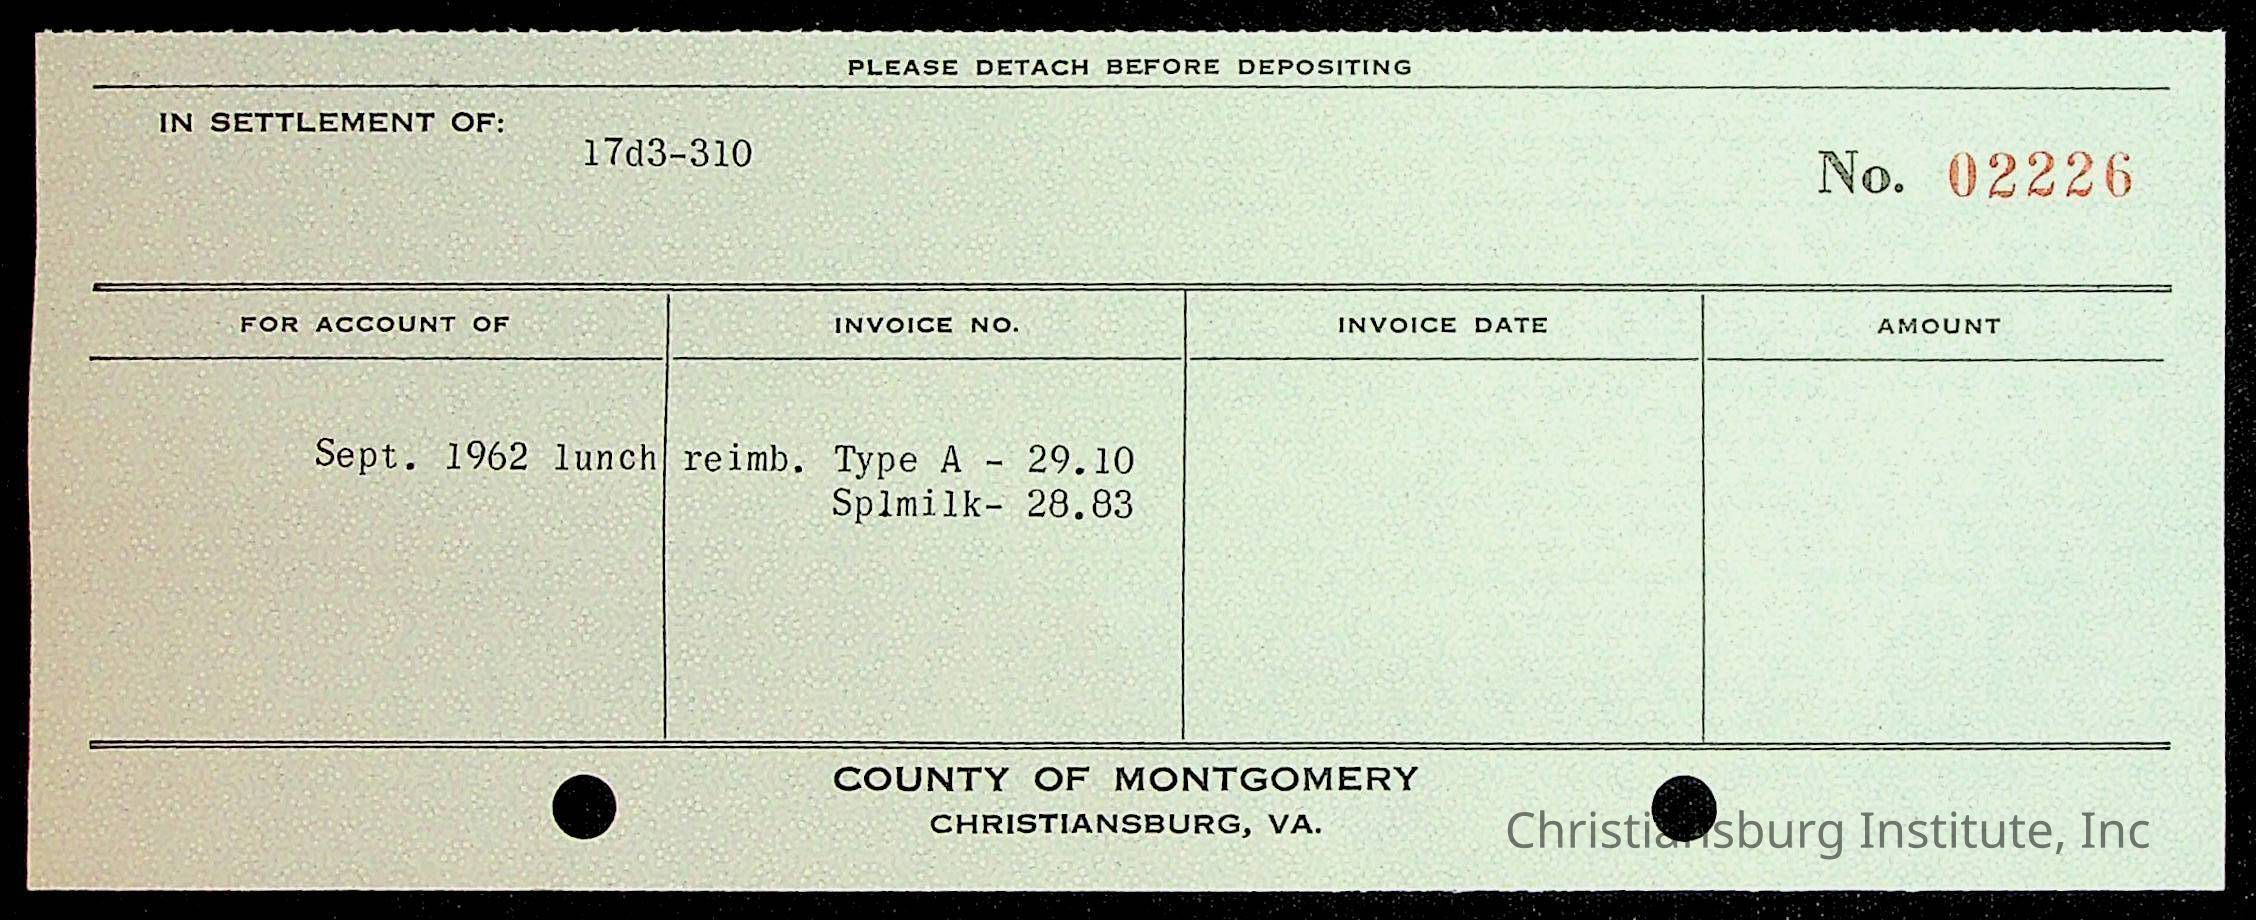 PLEASE DETACH BEFORE DEPOSITING
IN SETTLEMENT OF:
17d3-310
No. 02226
FOR ACCOUNT OF INVOICE NO. INVOICE DATE AMOUNT
Sept. 1962 lunch reimb. Type A - 29.10
Splmilk- 28.83
COUNTY OF MONTGOMERY
CHRISTIANSBURG, VA.
Christiansburg Institute, Inc